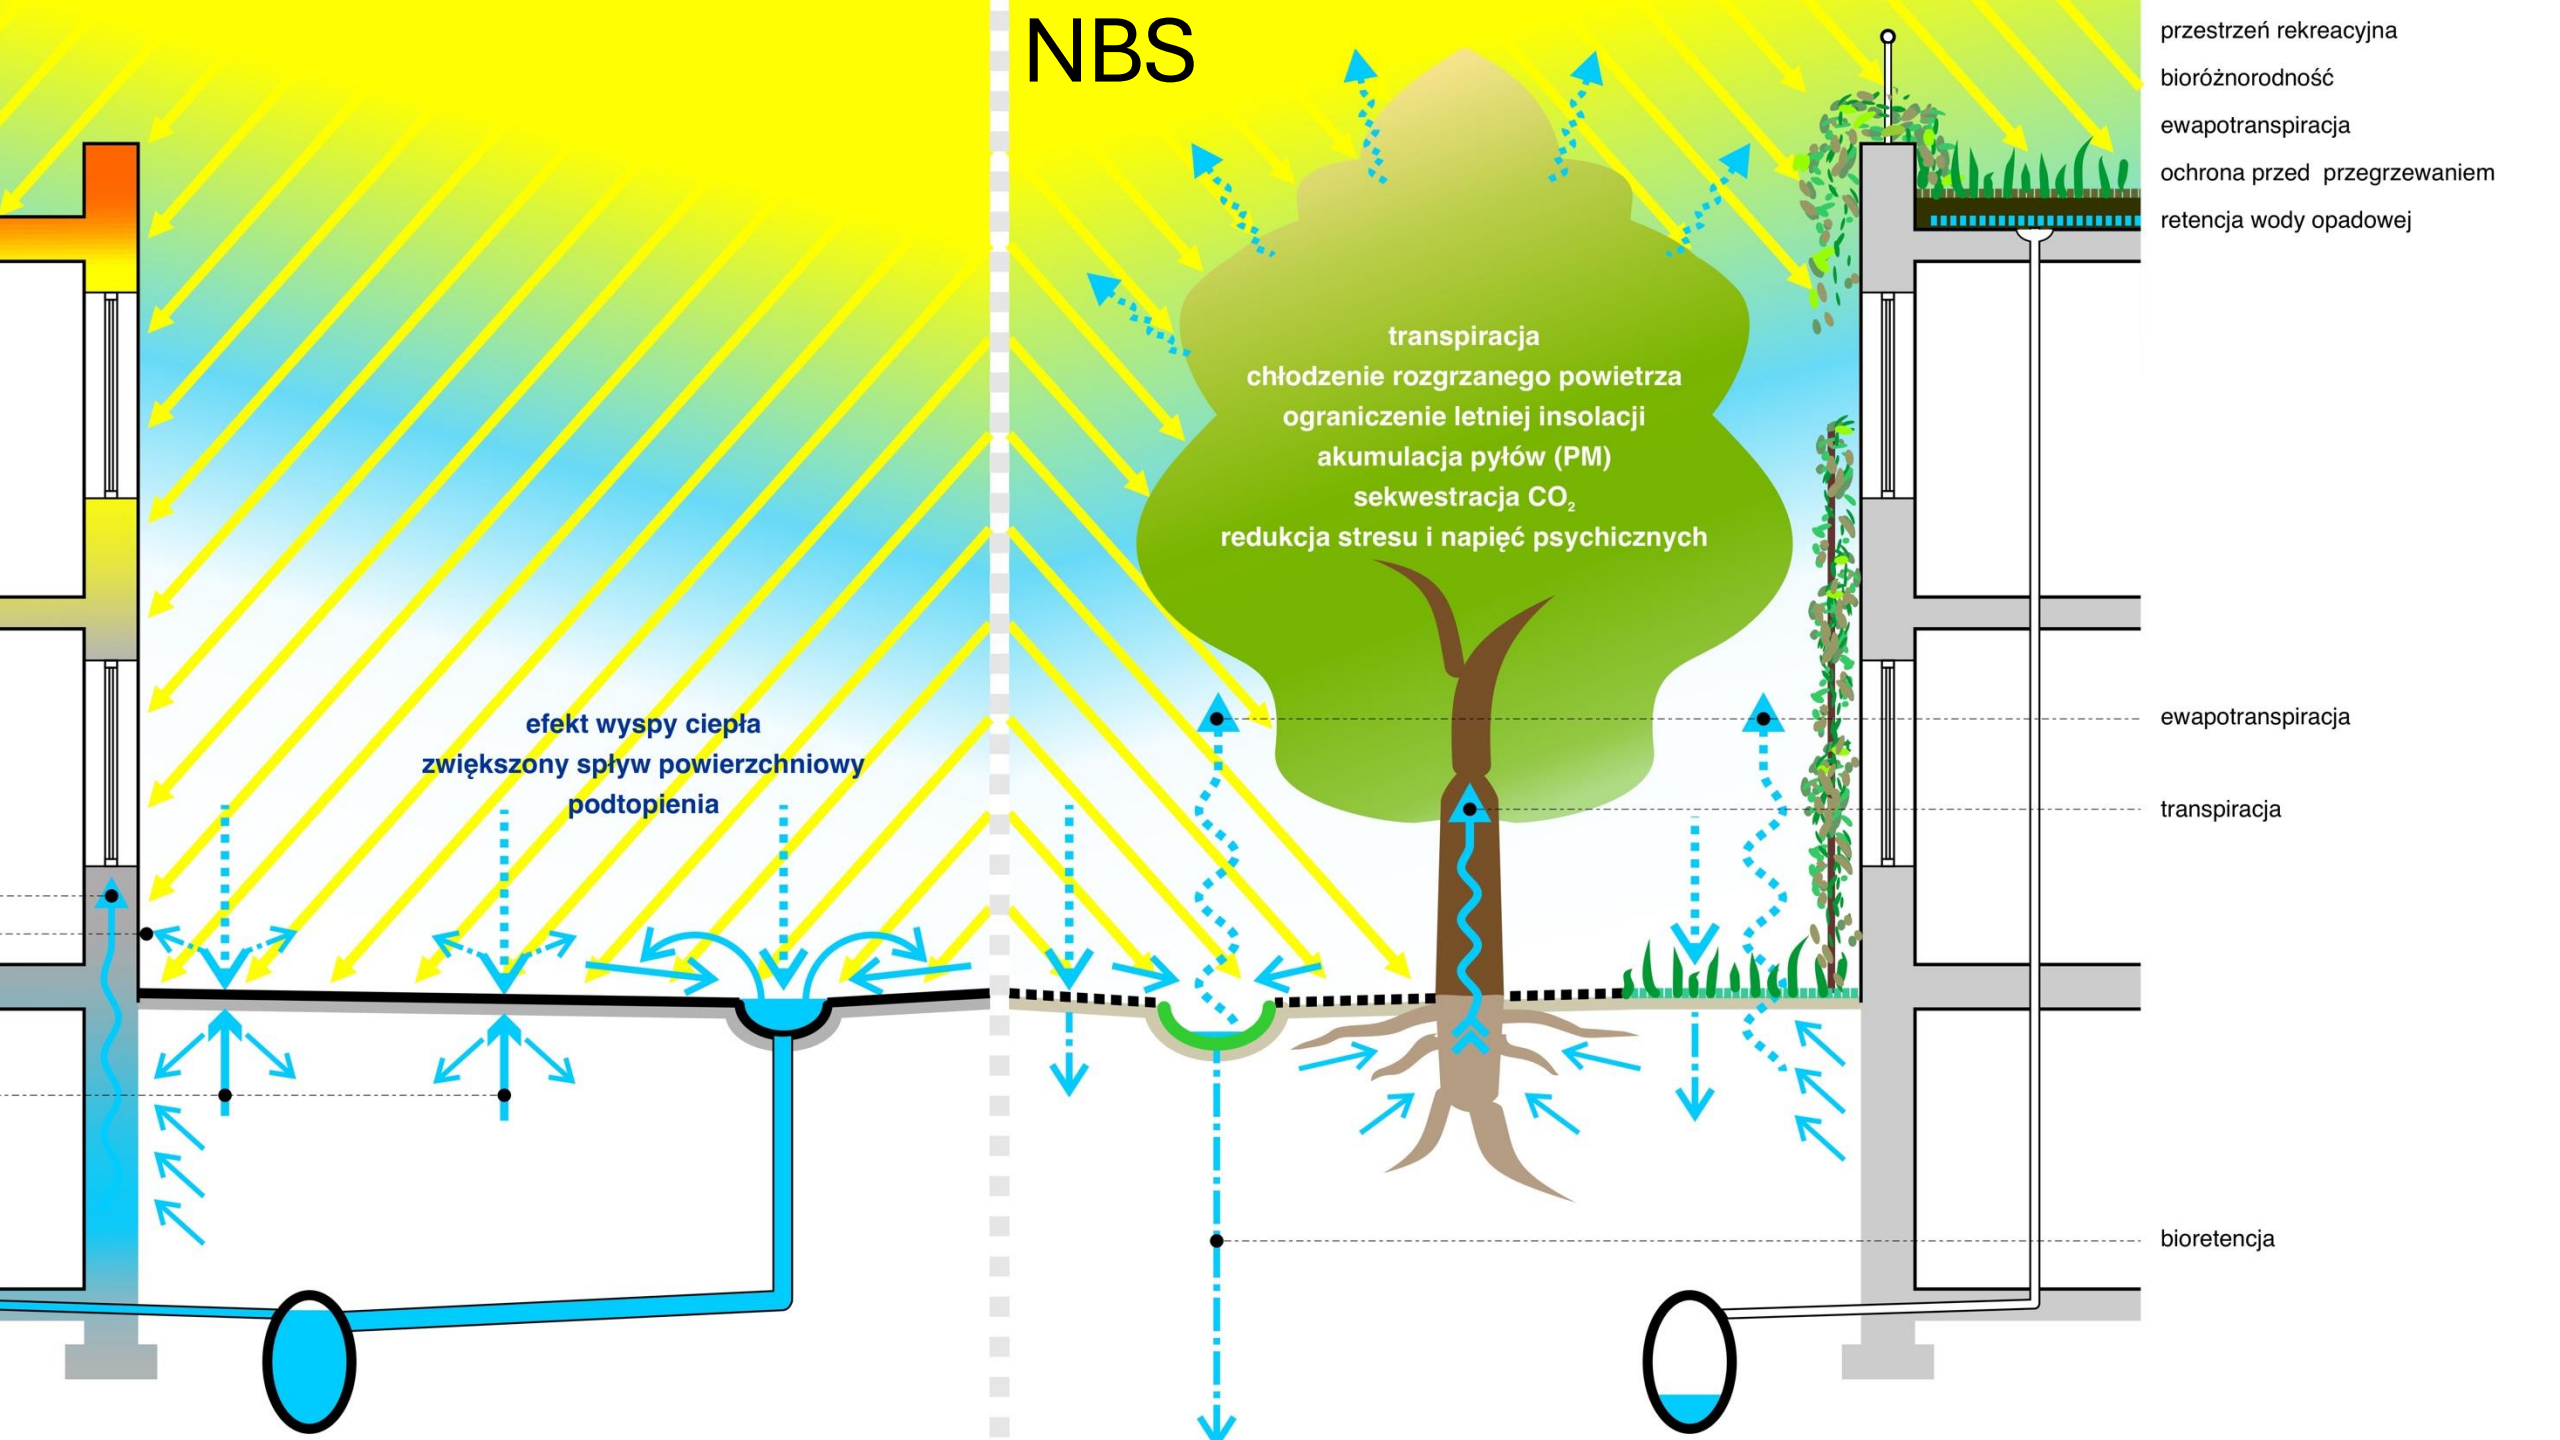 NBS
przestrzeń rekreacyjna
bioróżnorodność
ewapotranspiracja
ochrona przed  przegrzewaniem
retencja wody opadowej
transpiracja
chłodzenie rozgrzanego powietrza
ograniczenie letniej insolacji
akumulacja pyłów (PM)
sekwestracja CO₂
redukcja stresu i napięć psychicznych
efekt wyspy ciepła
zwiększony spływ powierzchniowy
podtopienia
ewapotranspiracja
transpiracja
bioretencja